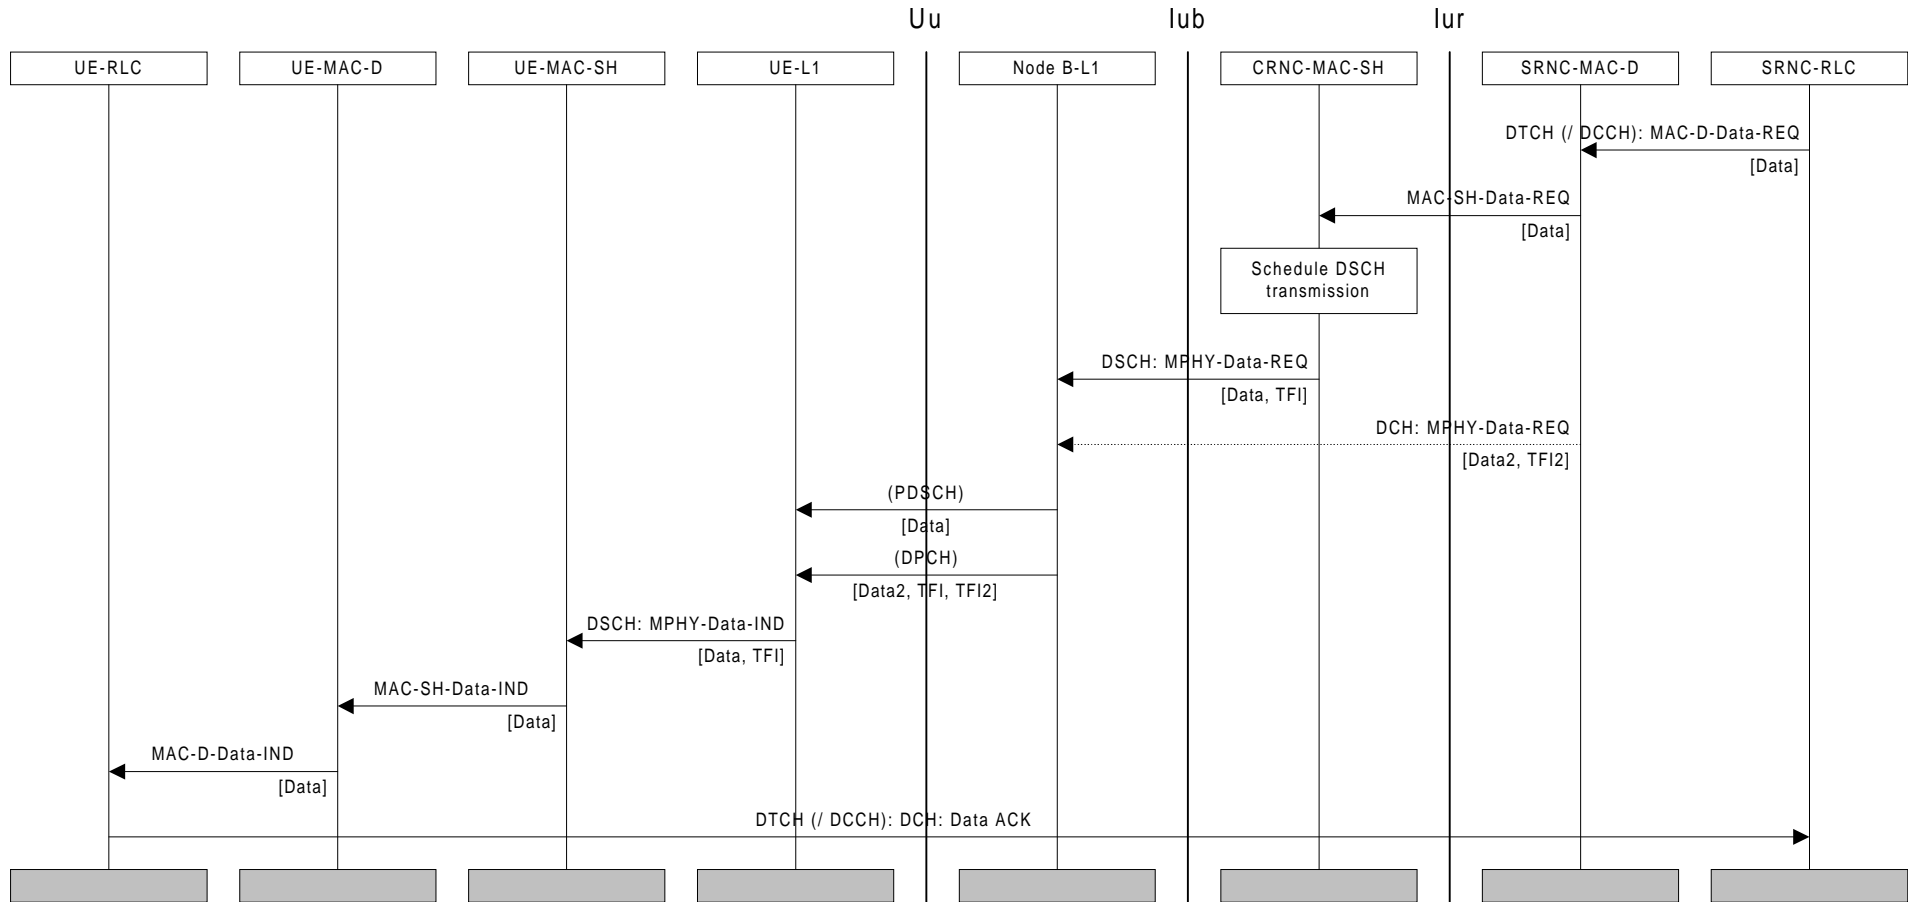 Uu
Iub
Iur
UE-RLC
UE-MAC-D
UE-MAC-SH
UE-L1
Node B-L1
CRNC-MAC-SH
SRNC-MAC-D
SRNC-RLC
DTCH (/ DCCH): MAC-D-Data-REQ
[Data]
MAC-SH-Data-REQ
[Data]
Schedule DSCH
transmission
DSCH: MPHY-Data-REQ
[Data, TFI]
DCH: MPHY-Data-REQ
[Data2, TFI2]
(PDSCH)
[Data]
(DPCH)
[Data2, TFI, TFI2]
DSCH: MPHY-Data-IND
[Data, TFI]
MAC-SH-Data-IND
[Data]
MAC-D-Data-IND
[Data]
DTCH (/ DCCH): DCH: Data ACK